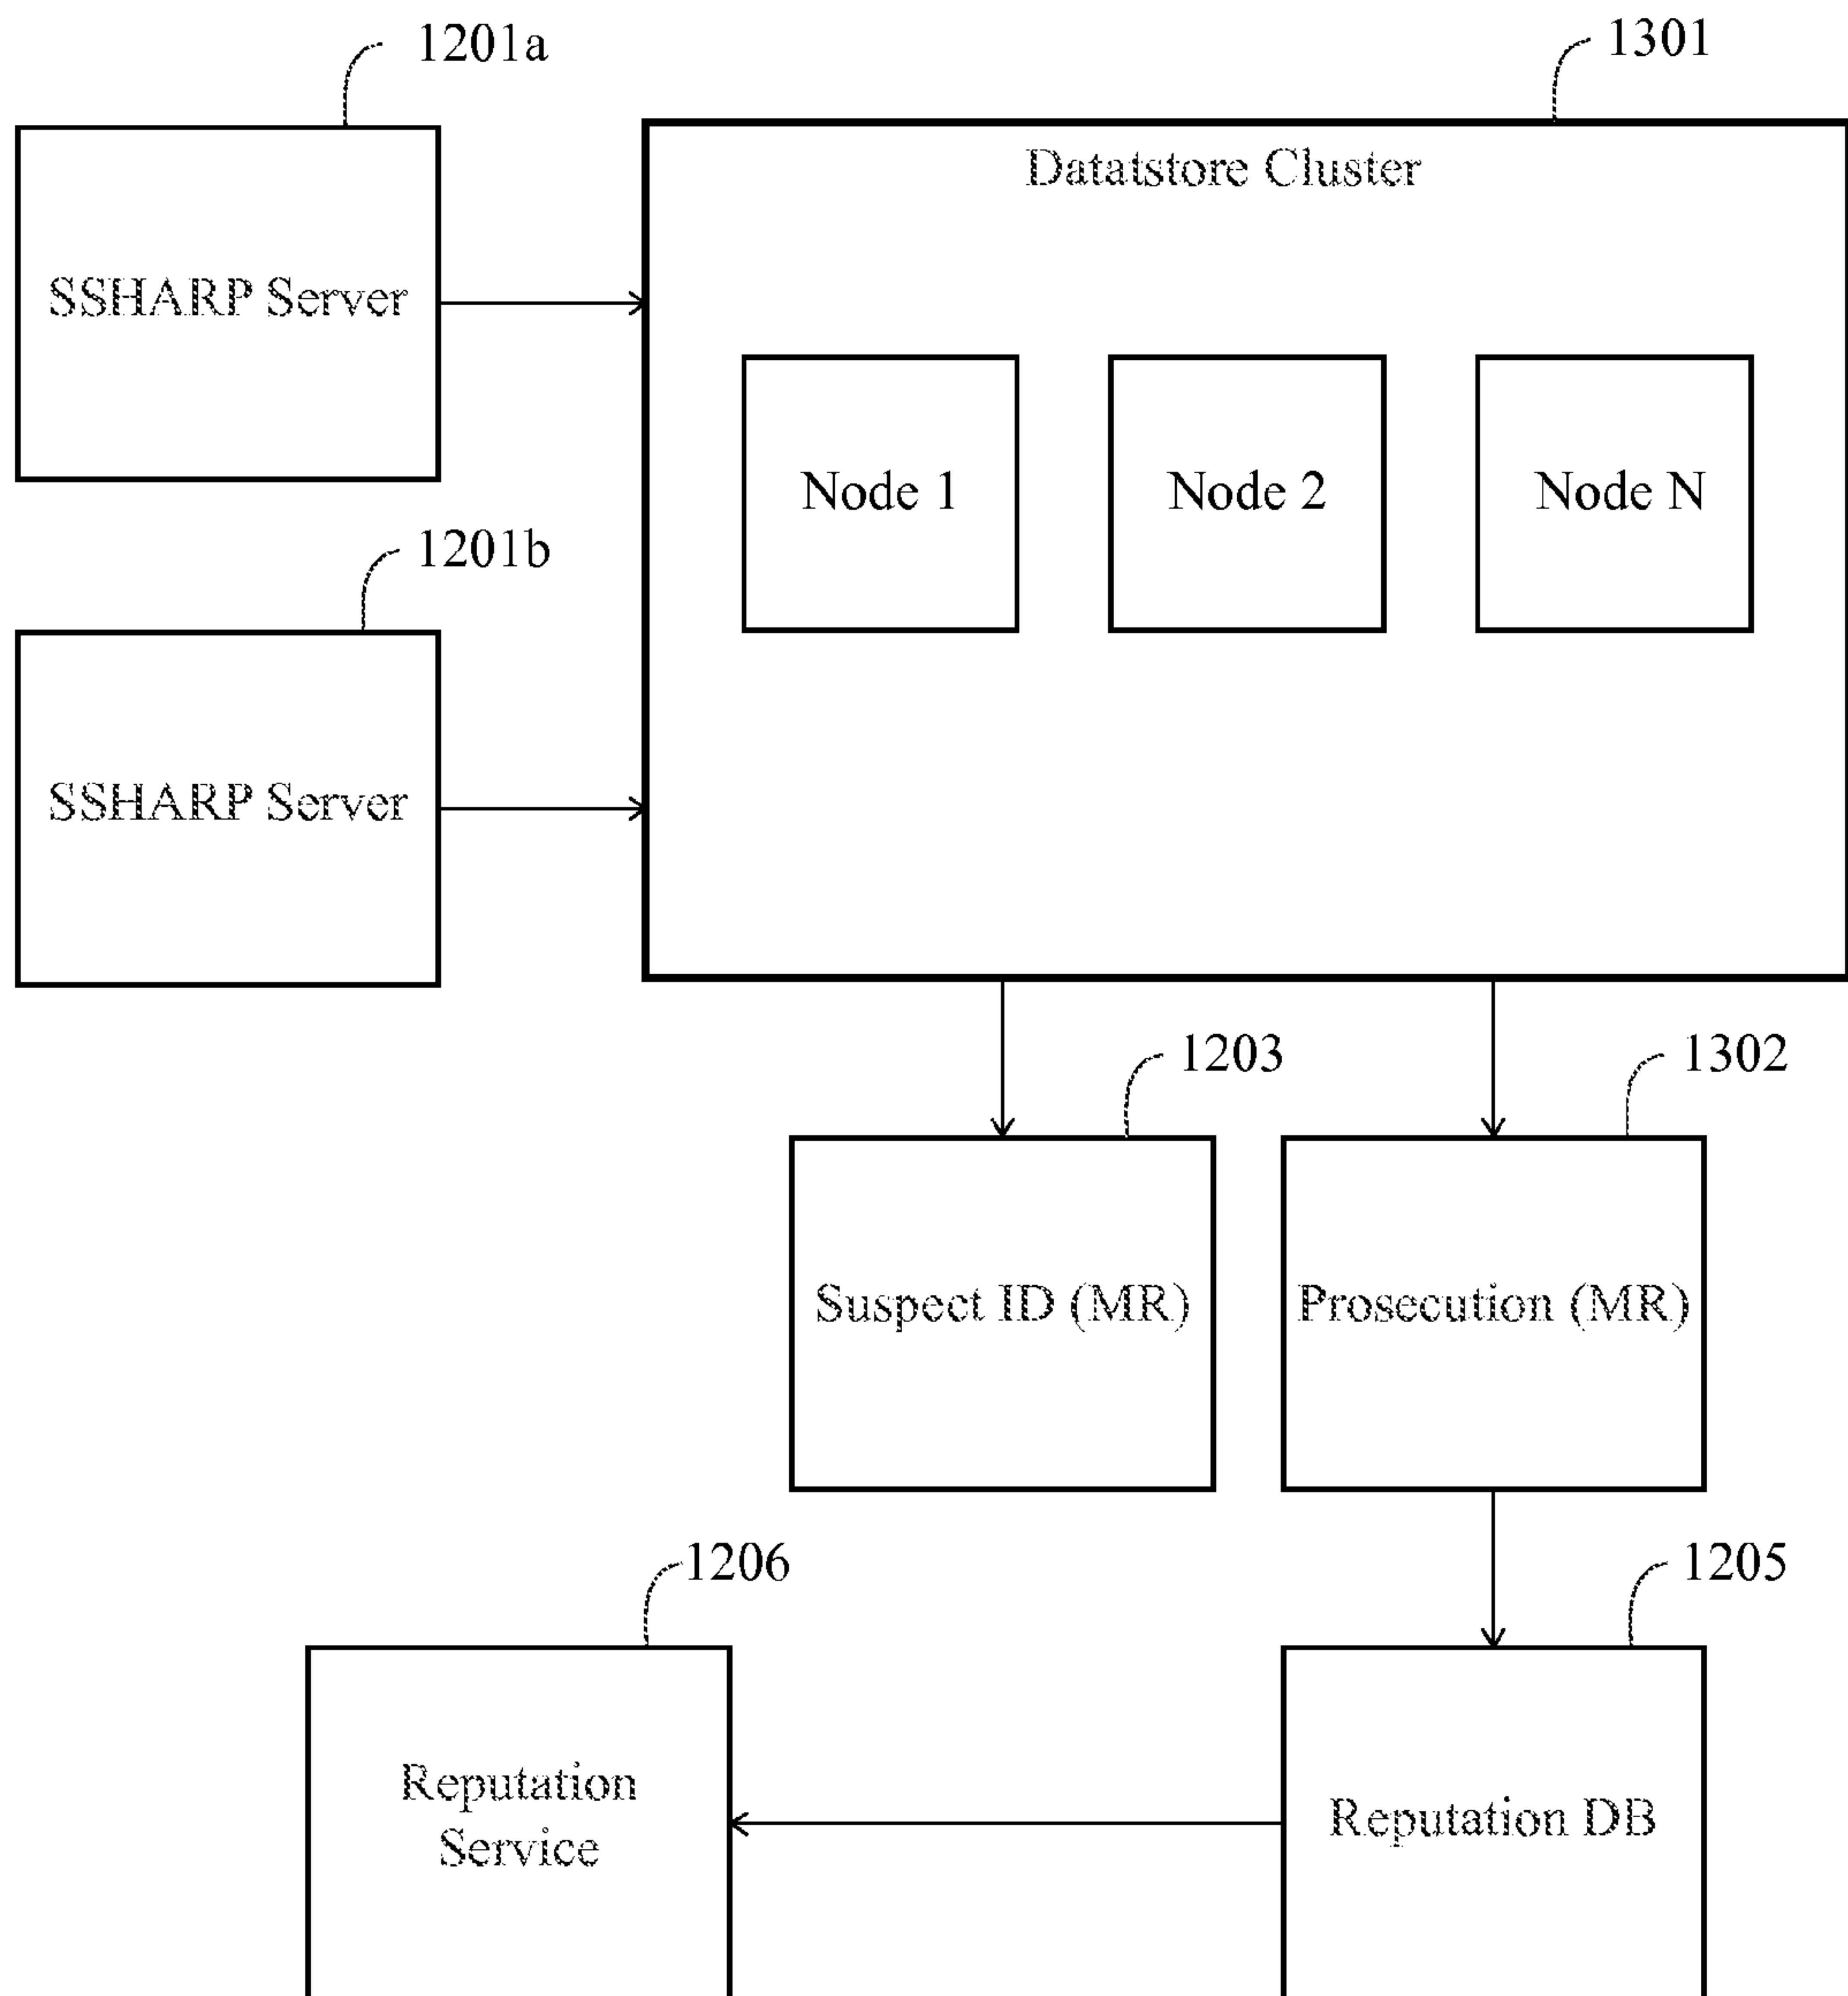 1201a
1301
Datatstore Cluster
SSHARP Server
Node 1
Node 2
Node N
1201b
SSHARP Server
1203
1302
Suspect ID (MR)
Prosecution (MR)
1206
1205
Reputation
Service
Reputation DB